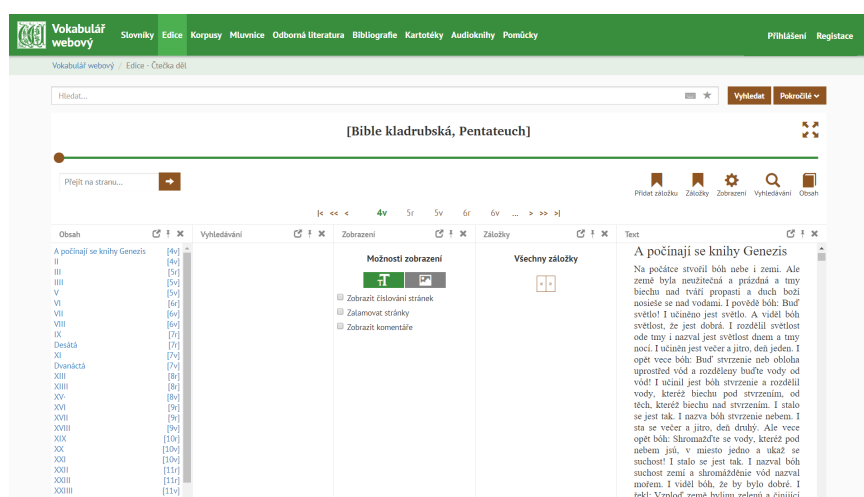 Vokabulář webový
Slovníky Edice Korpusy Mluvnice Odborná literatura Bibliografie Kartotéky Audioknihy Pomůcky
Přihlášení Registace
Vokabulář webový / Edice - Čtečka děl
Hledat...
Vyhledat
Pokročilé
[Bible kladrubská, Pentateuch]
Přejít na stranu...
Přidat záložku
Záložky
Zobrazení
Vyhledávání
Obsah
|< << < 4v 5r 5v 6r 6v ... > >> >|
Obsah
A počínají se knihy Genezis [4v]
II [4v]
III [5r]
IIII [5v]
V [5v]
VI [6r]
VII [6v]
VIII [6v]
IX [7r]
Desátá [7r]
XI [7v]
Dvanáctá [7v]
XIII [8r]
XIIII [8r]
XV- [8v]
XVI [9r]
XVII [9r]
XVIII [9v]
XIX [10r]
XX [10v]
XXI [10v]
XXII [11r]
XXIII [11r]
XXIIII [11v]
Vyhledávání
Zobrazení
Možnosti zobrazení
Zobrazit číslování stránek
Zalamovat stránky
Zobrazit komentáře
Záložky
Všechny záložky
Text
A počínají se knihy Genezis
Na počátce stvořil bóh nebe i zemi. Ale
země byla neužitečná a prázdná a tmy
biechu nad tváří propasti a duch boží
nosieše se nad vodami. I povědě bóh: Buď
světlo! I učiněno jest světlo. A viděl bóh
světlost, že jest dobrá. I rozdělil světlost
ode tmy i nazval jest světlost dnem a tmy
nocí. I učiněn jest večer a jitro, deň jeden. I
opět vece bóh: Buď stvrzenie neb obloha
uprostřed vód a rozděleny buďte vody od
vód! I učinil jest bóh stvrzenie a rozdělil
vody, kteréž biechu pod stvrzením, od
těch, kteréž biechu nad stvrzením. I stalo
se jest tak. I nazva bóh stvrzenie nebem. I
sta se večer a jitro, deň druhý. Ale vece
opět bóh: Shromažďte se vody, kteréž pod
nebem jsú, v miesto jedno a ukaž se
suchost! I stalo se jest tak. I nazval bóh
suchost zemí a shromážděnie vód nazval
mořem. I viděl bóh, že by bylo dobré. I
řekl: Vzploď země bylinu zelenú a činící